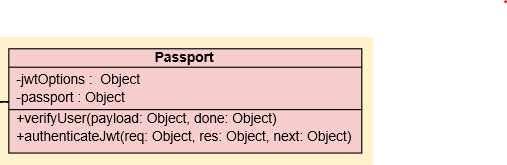 Passport
-jwtOptions : Object
-passport : Object
+verifyUser(payload: Object, done: Object)
+authenticateJwt(req: Object, res: Object, next: Object)